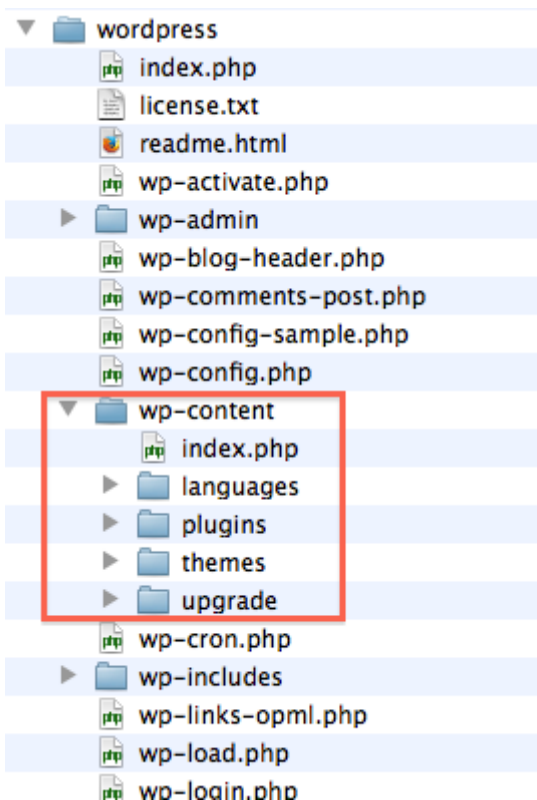 wordpress
index.php
license.txt
readme.html
wp-activate.php
wp-admin
wp-blog-header.php
wp-comments-post.php
wp-config-sample.php
wp-config.php
wp-content
index.php
languages
plugins
themes
upgrade
wp-cron.php
wp-includes
wp-links-opml.php
wp-load.php
wp-login.php